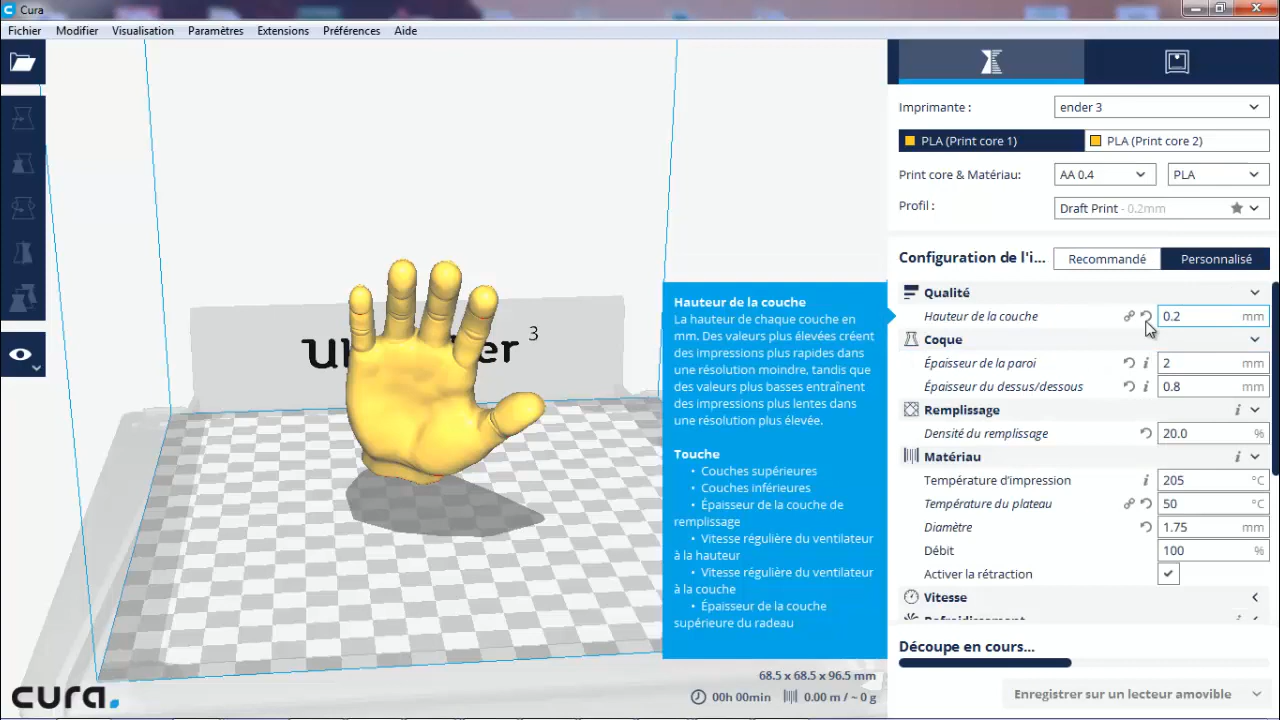 Cura
Fichier Modifier Visualisation Paramètres Extensions Préférences Aide
Imprimante : ender 3
PLA (Print core 1) PLA (Print core 2)
Print core & Matériau: AA 0.4 PLA
Profil : Draft Print - 0.2mm
Configuration de l'i... Recommandé Personnalisé
Qualité
Hauteur de la couche 0.2 mm
Coque
Épaisseur de la paroi i 2 mm
Épaisseur du dessus/dessous i 0.8 mm
Remplissage i
Densité du remplissage 20.0 %
Matériau i
Température d'impression i 205 °C
Température du plateau 50 °C
Diamètre 1.75 mm
Débit 100 %
Activer la rétraction
Vitesse
Refroidissement i
Découpe en cours...
Enregistrer sur un lecteur amovible
Hauteur de la couche
La hauteur de chaque couche en
mm. Des valeurs plus élevées créent
des impressions plus rapides dans
une résolution moindre, tandis que
des valeurs plus basses entraînent
des impressions plus lentes dans
une résolution plus élevée.
Touche
• Couches supérieures
• Couches inférieures
• Épaisseur de la couche de
remplissage
• Vitesse régulière du ventilateur
à la hauteur
• Vitesse régulière du ventilateur
à la couche
• Épaisseur de la couche
supérieure du radeau
3
68.5 x 68.5 x 96.5 mm
00h 00min 0.00 m / ~ 0 g
cura.